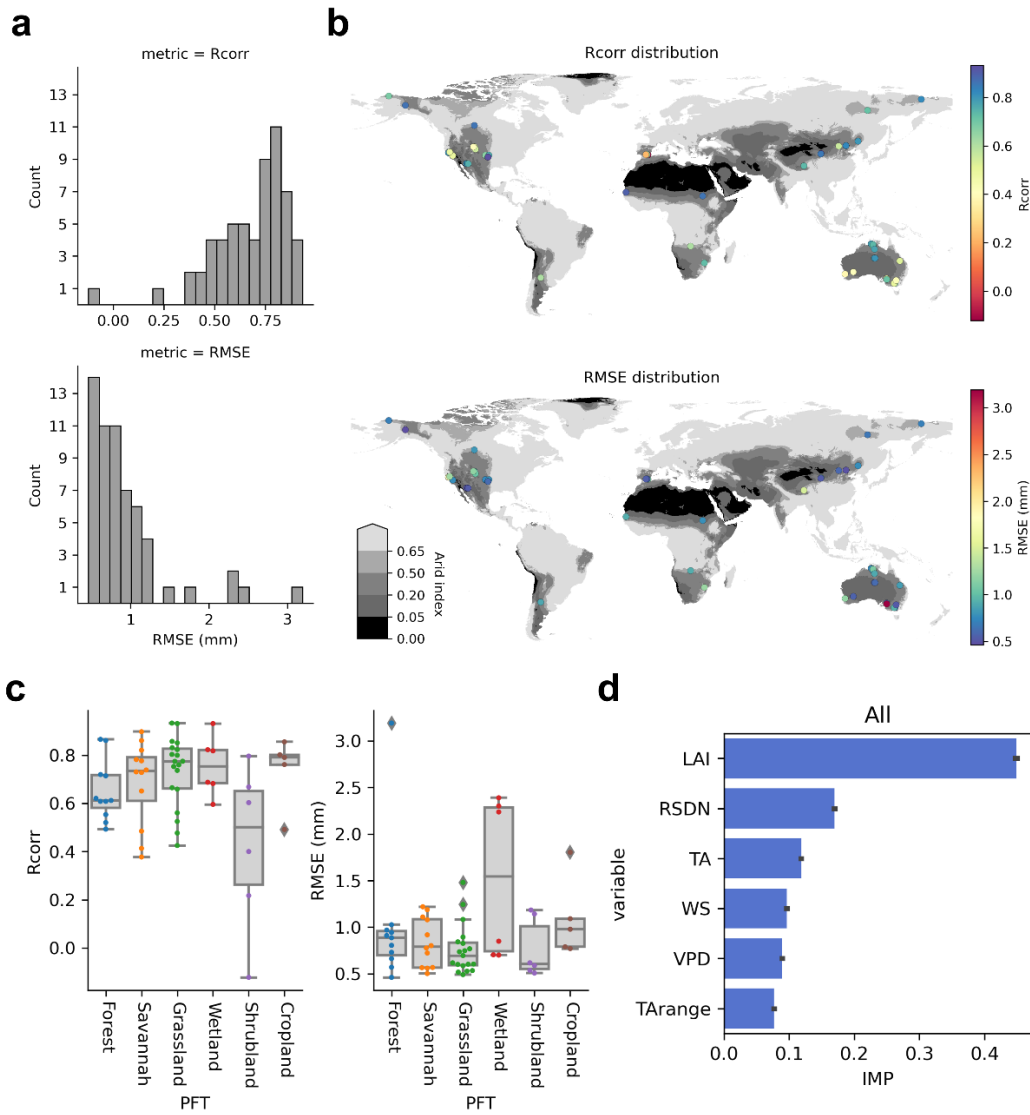 a
metric = Rcorr
13
11
9
7
5
3
1
Count
0.00 0.25 0.50 0.75
metric = RMSE
13
11
9
7
5
3
1
Count
1 2 3
RMSE (mm)
b
Rcorr distribution
0.8
0.6
0.4
0.2
0.0
Rcorr
RMSE distribution
0.65
0.50
0.20
0.05
0.00
Arid index
3.0
2.5
2.0
1.5
1.0
0.5
RMSE (mm)
c
0.8
0.6
0.4
0.2
0.0
Rcorr
Forest
Savannah
Grassland
Wetland
Shrubland
Cropland
PFT
3.0
2.5
2.0
1.5
1.0
0.5
RMSE (mm)
Forest
Savannah
Grassland
Wetland
Shrubland
Cropland
PFT
d
All
variable
LAI
RSDN
TA
WS
VPD
TArange
0.0 0.1 0.2 0.3 0.4
IMP